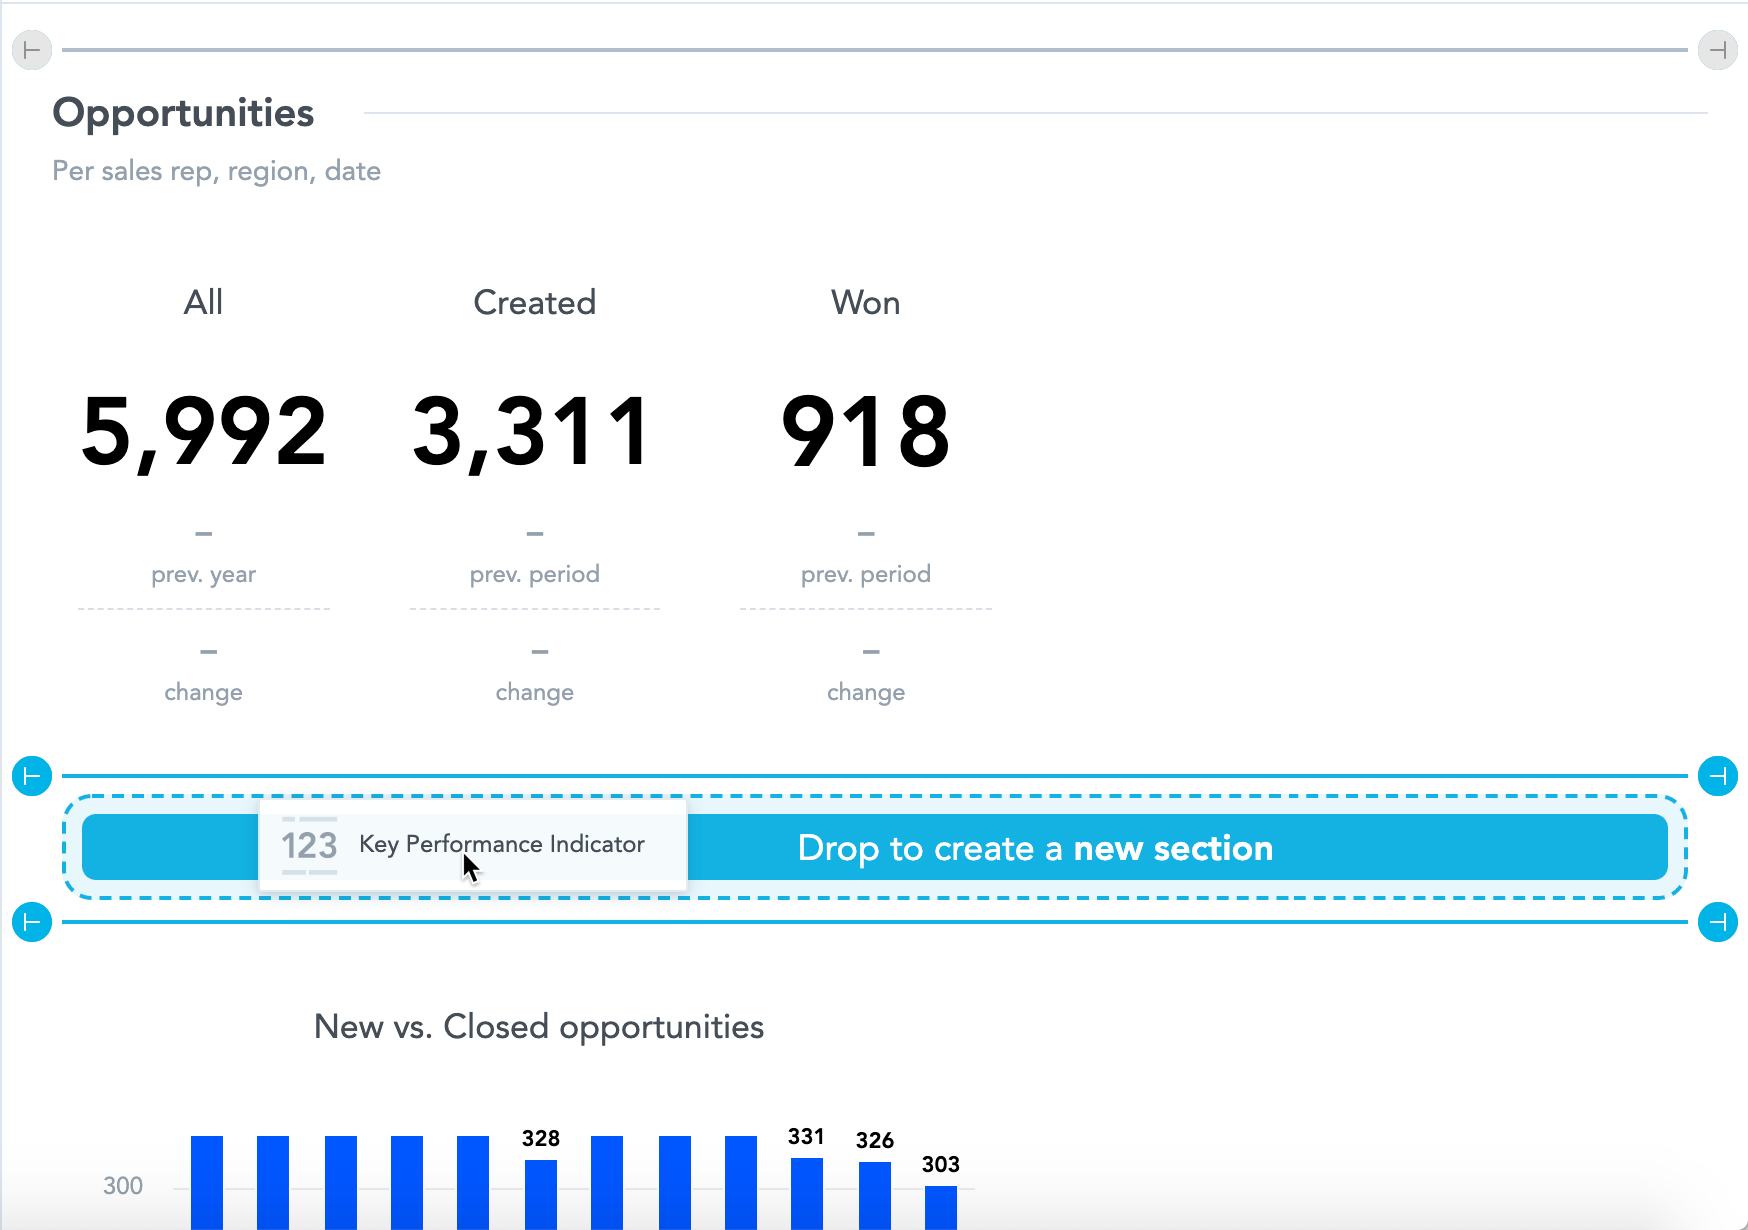 Opportunities
Per sales rep, region, date
All Created Won
5,992 3,311 918
– – –
prev. year prev. period prev. period
– – –
change change change
123 Key Performance Indicator Drop to create a new section
New vs. Closed opportunities
328 331 326 303
300